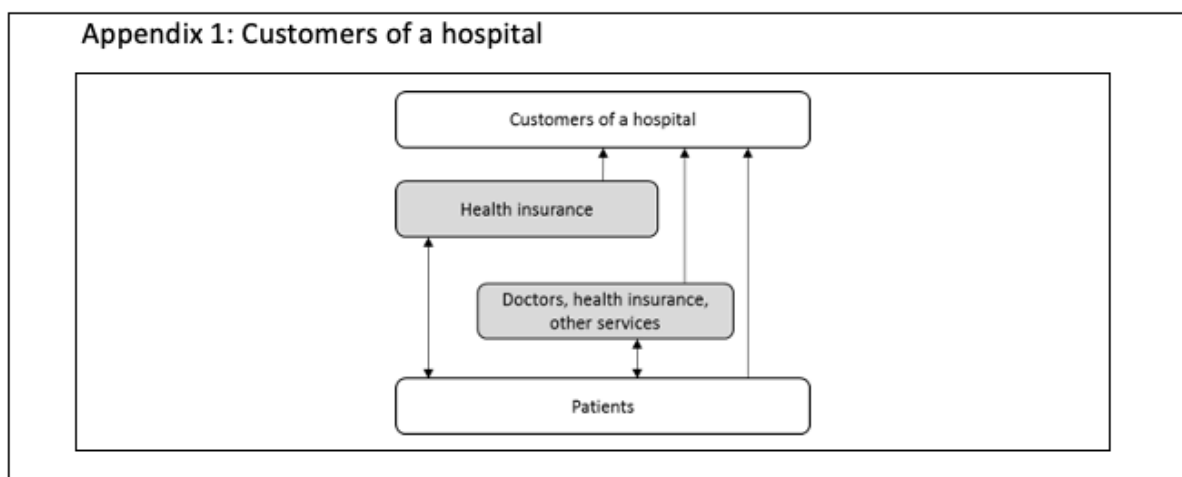 Appendix 1: Customers of a hospital
Customers of a hospital
Health insurance
Doctors, health insurance,
other services
Patients